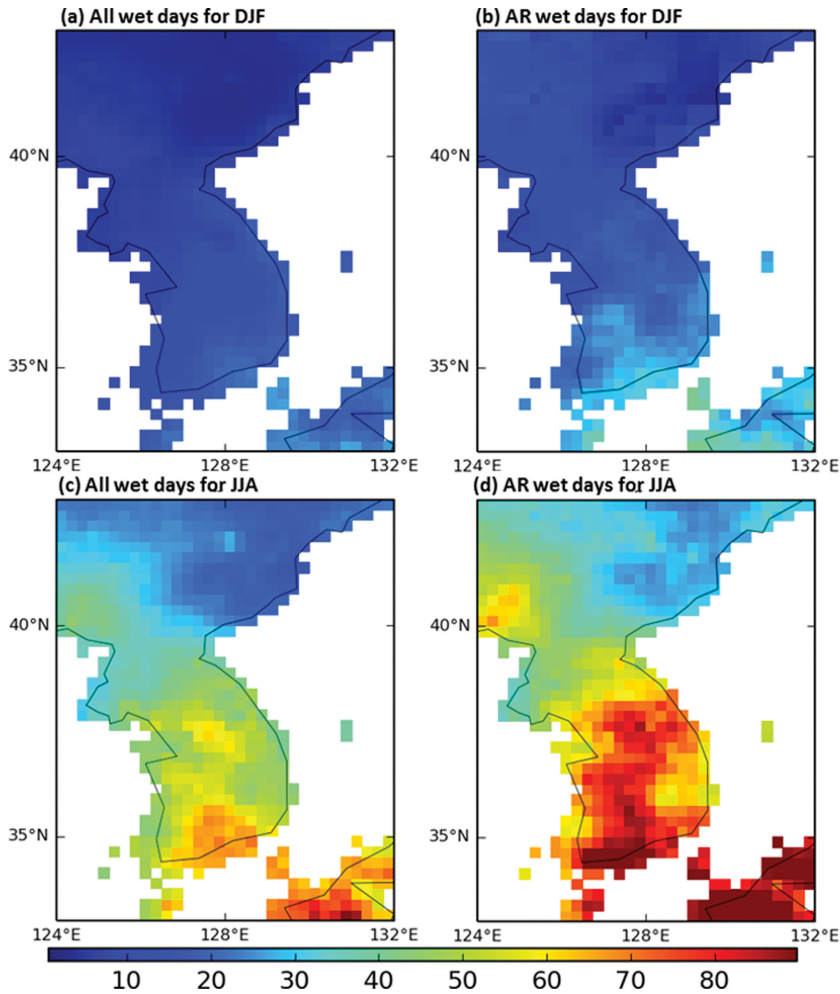 (a) All wet days for DJF
(b) AR wet days for DJF
40°N
35°N
40°N
35°N
124°E
128°E
132°E
124°E
128°E
132°E
(c) All wet days for JJA
(d) AR wet days for JJA
40°N
35°N
40°N
35°N
124°E
128°E
132°E
124°E
128°E
132°E
10 20 30 40 50 60 70 80